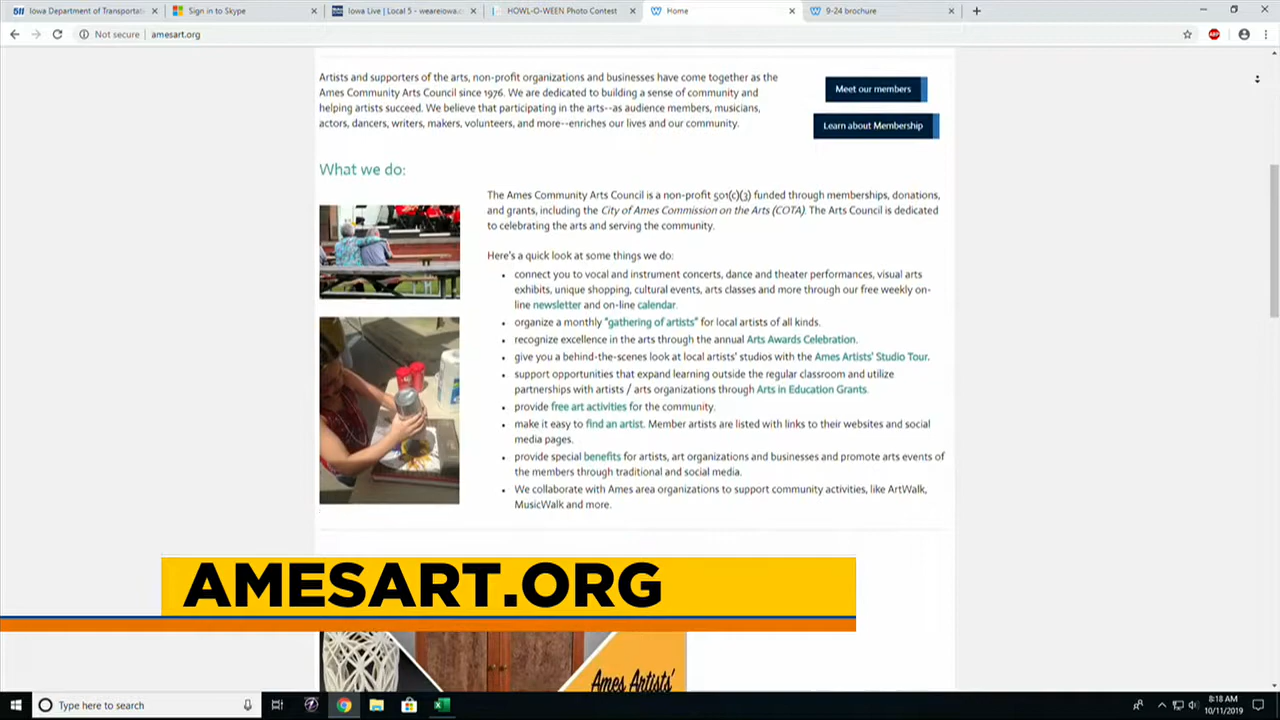 Iowa Department of Transportat
Sign in to Skype
Iowa Live | Local 5 - weareiowa.c
HOWL-O-WEEN Photo Contest
Home
9-24 brochure
Not secure
amesart.org
ABP
Artists and supporters of the arts, non-profit organizations and businesses have come together as the
Ames Community Arts Council since 1976. We are dedicated to building a sense of community and
helping artists succeed. We believe that participating in the arts--as audience members, musicians,
actors, dancers, writers, makers, volunteers, and more--enriches our lives and our community.
Meet our members
Learn about Membership
What we do:
The Ames Community Arts Council is a non-profit 501(c)(3) funded through memberships, donations,
and grants, including the City of Ames Commission on the Arts (COTA). The Arts Council is dedicated
to celebrating the arts and serving the community.
Here's a quick look at some things we do:
connect you to vocal and instrument concerts, dance and theater performances, visual arts
exhibits, unique shopping, cultural events, arts classes and more through our free weekly on-
line newsletter and on-line calendar.
organize a monthly "gathering of artists" for local artists of all kinds.
recognize excellence in the arts through the annual Arts Awards Celebration.
give you a behind-the-scenes look at local artists' studios with the Ames Artists' Studio Tour.
support opportunities that expand learning outside the regular classroom and utilize
partnerships with artists / arts organizations through Arts in Education Grants.
provide free art activities for the community.
make it easy to find an artist. Member artists are listed with links to their websites and social
media pages.
provide special benefits for artists, art organizations and businesses and promote arts events of
the members through traditional and social media.
We collaborate with Ames area organizations to support community activities, like ArtWalk,
MusicWalk and more.
AMESART.ORG
Ames Artists'
Type here to search
8:18 AM
10/11/2019